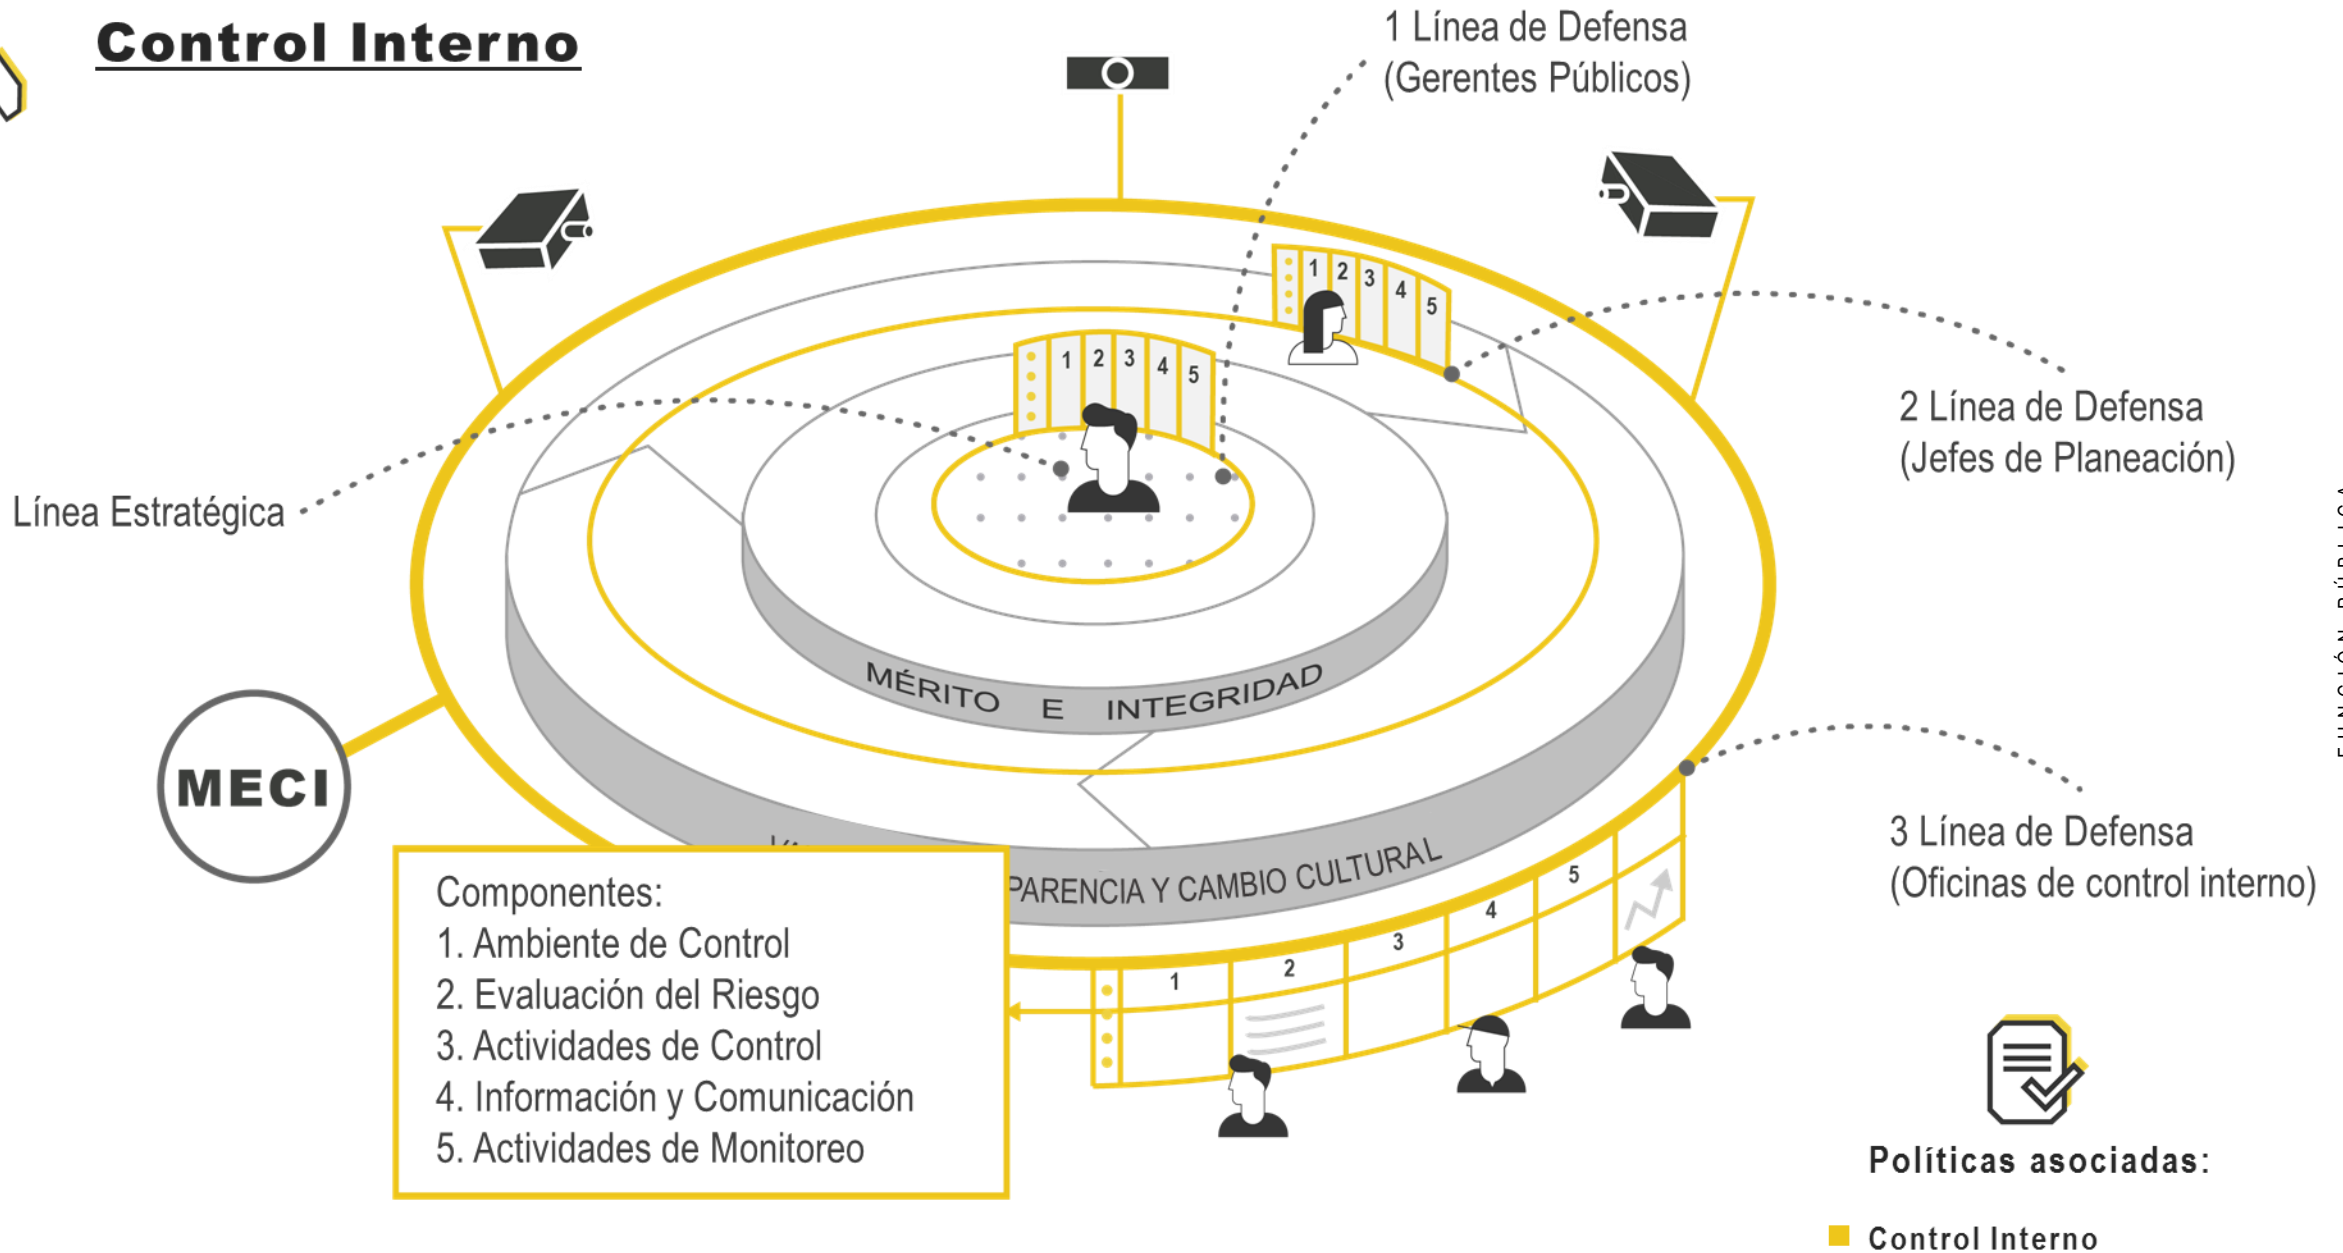 Control Interno
1 Línea de Defensa
(Gerentes Públicos)
1 2 3 4 5
1 2 3 4 5
2 Línea de Defensa
(Jefes de Planeación)
Línea Estratégica
MÉRITO E INTEGRIDAD
MECI
PARENCIA Y CAMBIO CULTURAL
3 Línea de Defensa
(Oficinas de control interno)
Componentes:
1. Ambiente de Control
2. Evaluación del Riesgo
3. Actividades de Control
4. Información y Comunicación
5. Actividades de Monitoreo
1 2 3 4 5
Políticas asociadas:
Control Interno